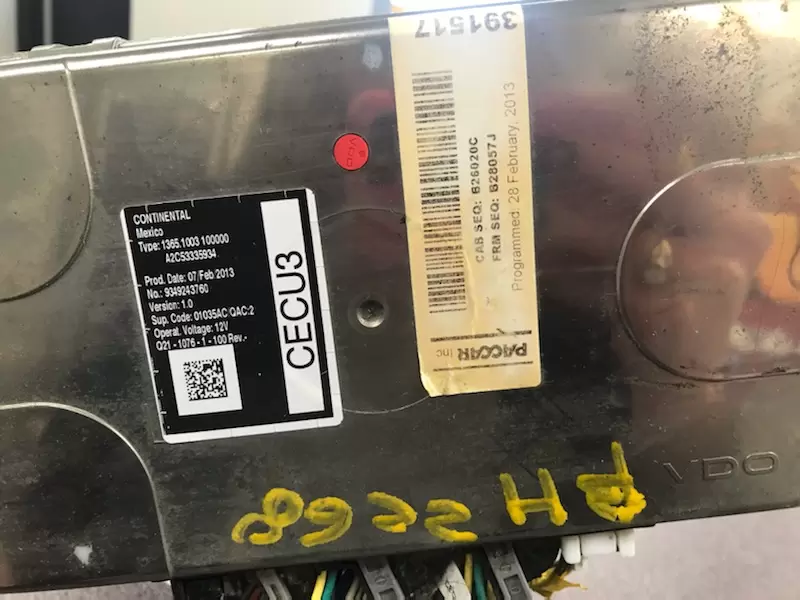 391517
CAB SEQ: B26020C
FRM SEQ: B28057J
Programmed: 28 February, 2013
PACCAR Inc
VDO
CONTINENTAL
Mexico
Type: 1365.1003 100000
A2C53335934
Prod. Date: 07/Feb 2013
No.: 9349243760
Version: 1.0
Sup. Code: 01035AC QAC:2
Operat. Voltage: 12V
Q21-1076-1-100 Rev.-
CECU3
VDO